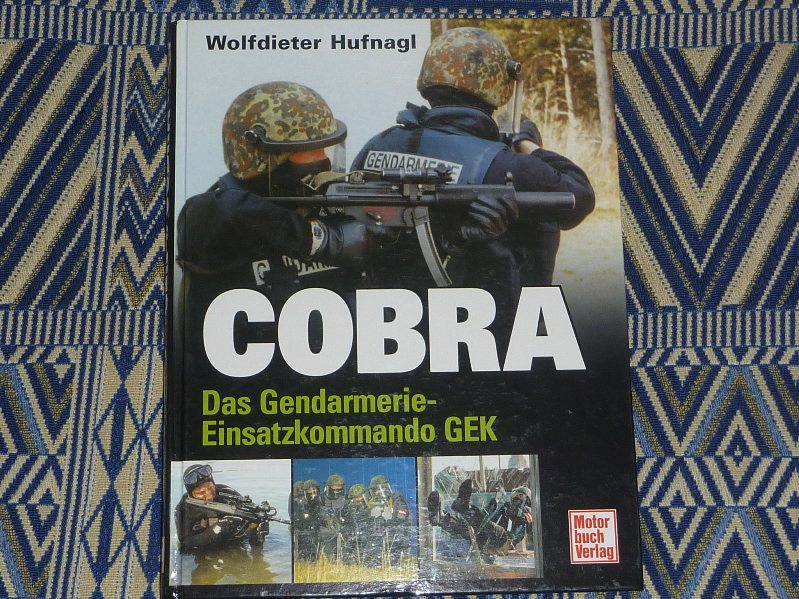 Wolfdieter Hufnagl
GENDARMERIE
COBRA
Das Gendarmerie-
Einsatzkommando GEK
Motor
buch
Verlag